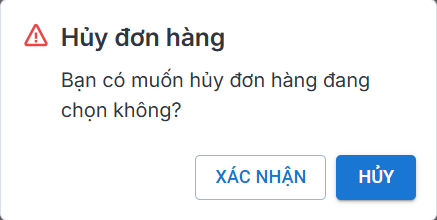 Hủy đơn hàng
Bạn có muốn hủy đơn hàng đang
chọn không?
XÁC NHẬN
HỦY